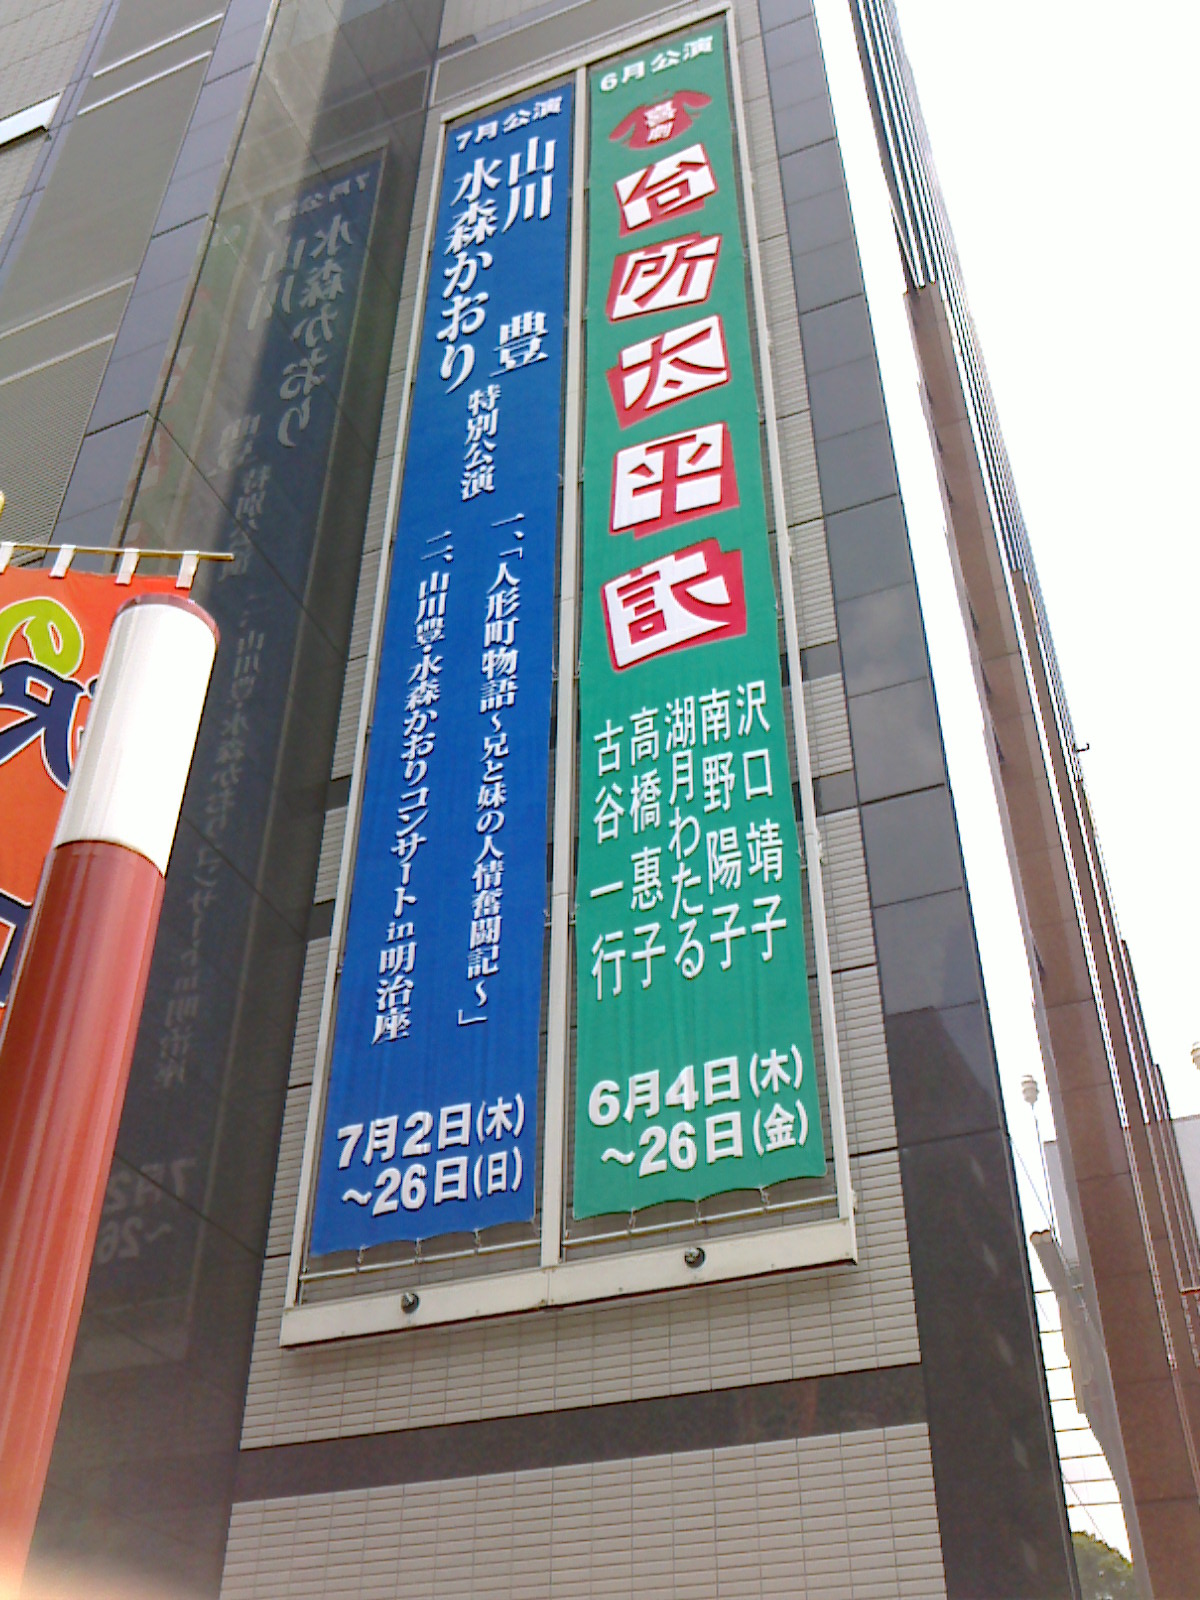 6月公演
喜劇
台所太平記
沢口靖子
南野陽子
湖月わたる
高橋惠子
古谷一行
6月4日(木)
～26日(金)
7月公演
山川 豊
水森かおり
特別公演
一、「人形町物語～兄と妹の人情奮闘記～」
二、山川豊・水森かおりコンサートin明治座
7月2日(木)
～26日(日)